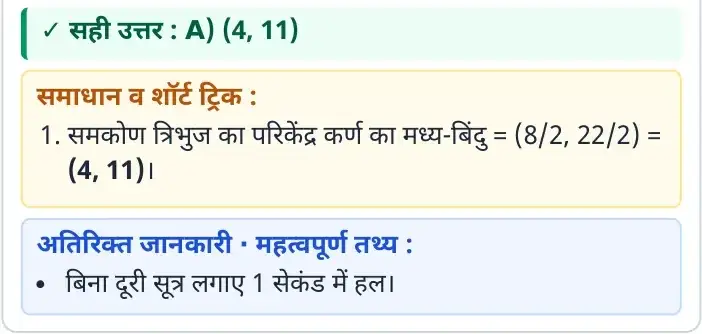 ✓ सही उत्तर : A) (4, 11)
समाधान व शॉर्ट ट्रिक :
1. समकोण त्रिभुज का परिकेंद्र कर्ण का मध्य-बिंदु = (8/2, 22/2) =
(4, 11)।
अतिरिक्त जानकारी · महत्वपूर्ण तथ्य :
• बिना दूरी सूत्र लगाए 1 सेकंड में हल।